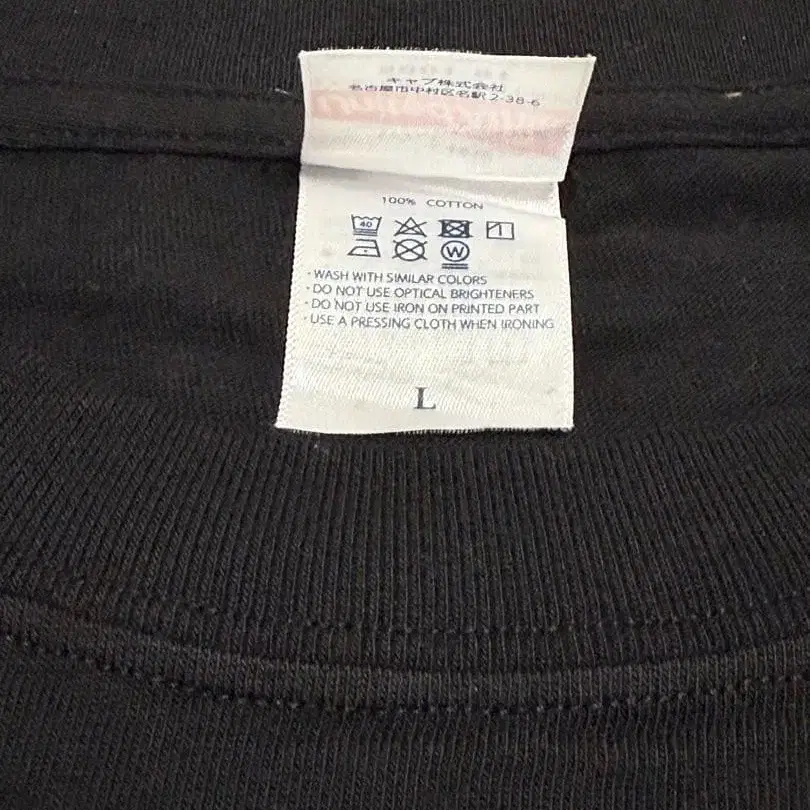 キャブ株式会社
名古屋市中村区名駅2-38-6
100% COTTON
40
W
· WASH WITH SIMILAR COLORS
· DO NOT USE OPTICAL BRIGHTENERS
· DO NOT USE IRON ON PRINTED PART
· USE A PRESSING CLOTH WHEN IRONING
L